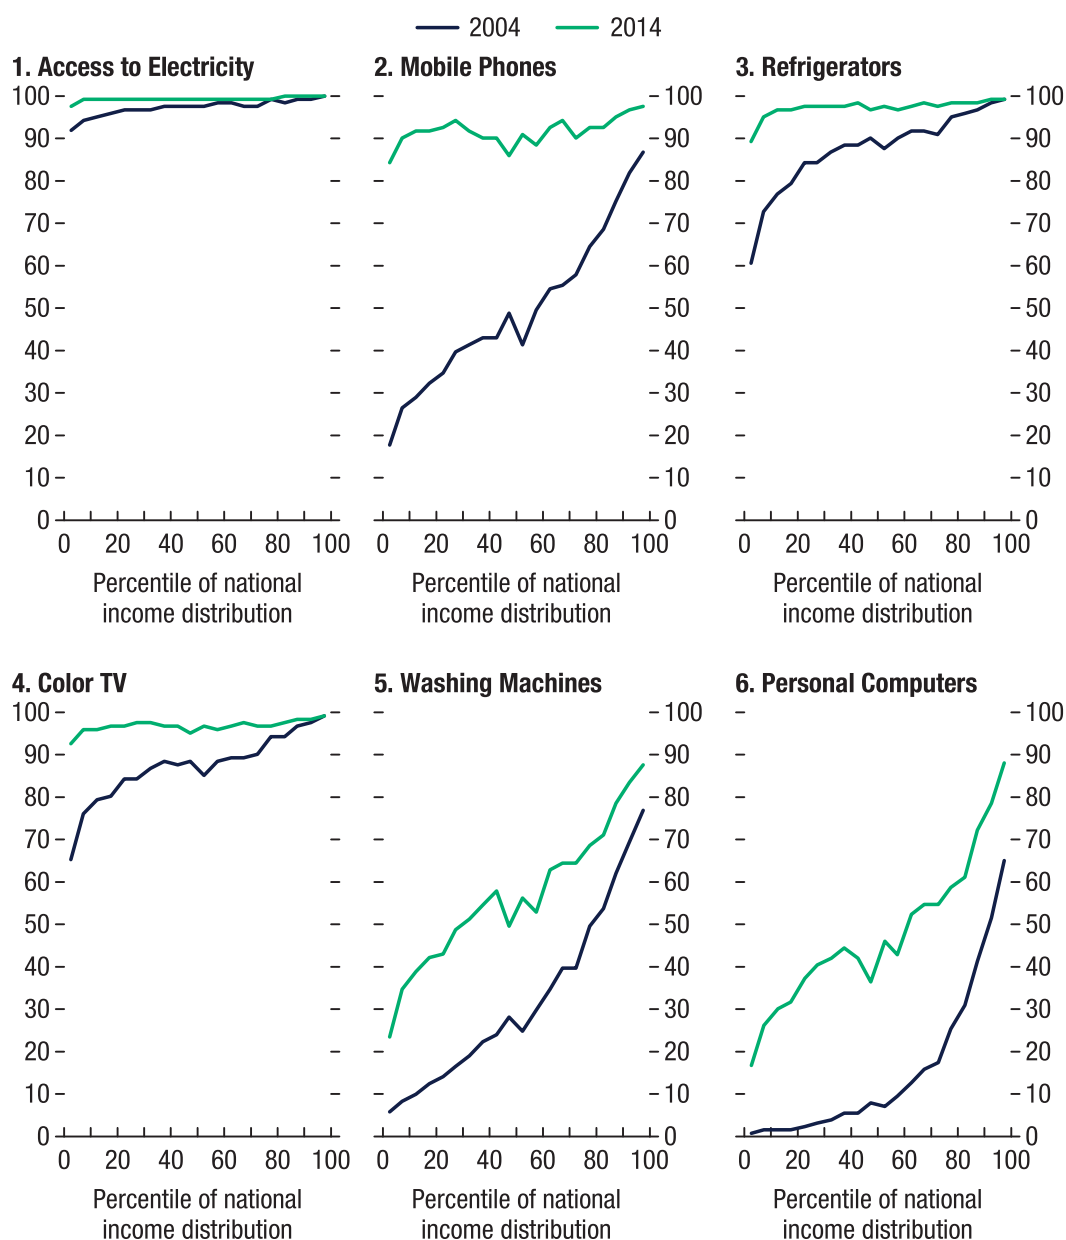 2004 2014
1. Access to Electricity
2. Mobile Phones
3. Refrigerators
100 100 100
90 90 90
80 80 80
70 70 70
60 60 60
50 50 50
40 40 40
30 30 30
20 20 20
10 10 10
0 0 0
0 20 40 60 80 100
0 20 40 60 80 100
0 20 40 60 80 100
Percentile of national
income distribution
Percentile of national
income distribution
Percentile of national
income distribution
4. Color TV
5. Washing Machines
6. Personal Computers
100 100 100
90 90 90
80 80 80
70 70 70
60 60 60
50 50 50
40 40 40
30 30 30
20 20 20
10 10 10
0 0 0
0 20 40 60 80 100
0 20 40 60 80 100
0 20 40 60 80 100
Percentile of national
income distribution
Percentile of national
income distribution
Percentile of national
income distribution